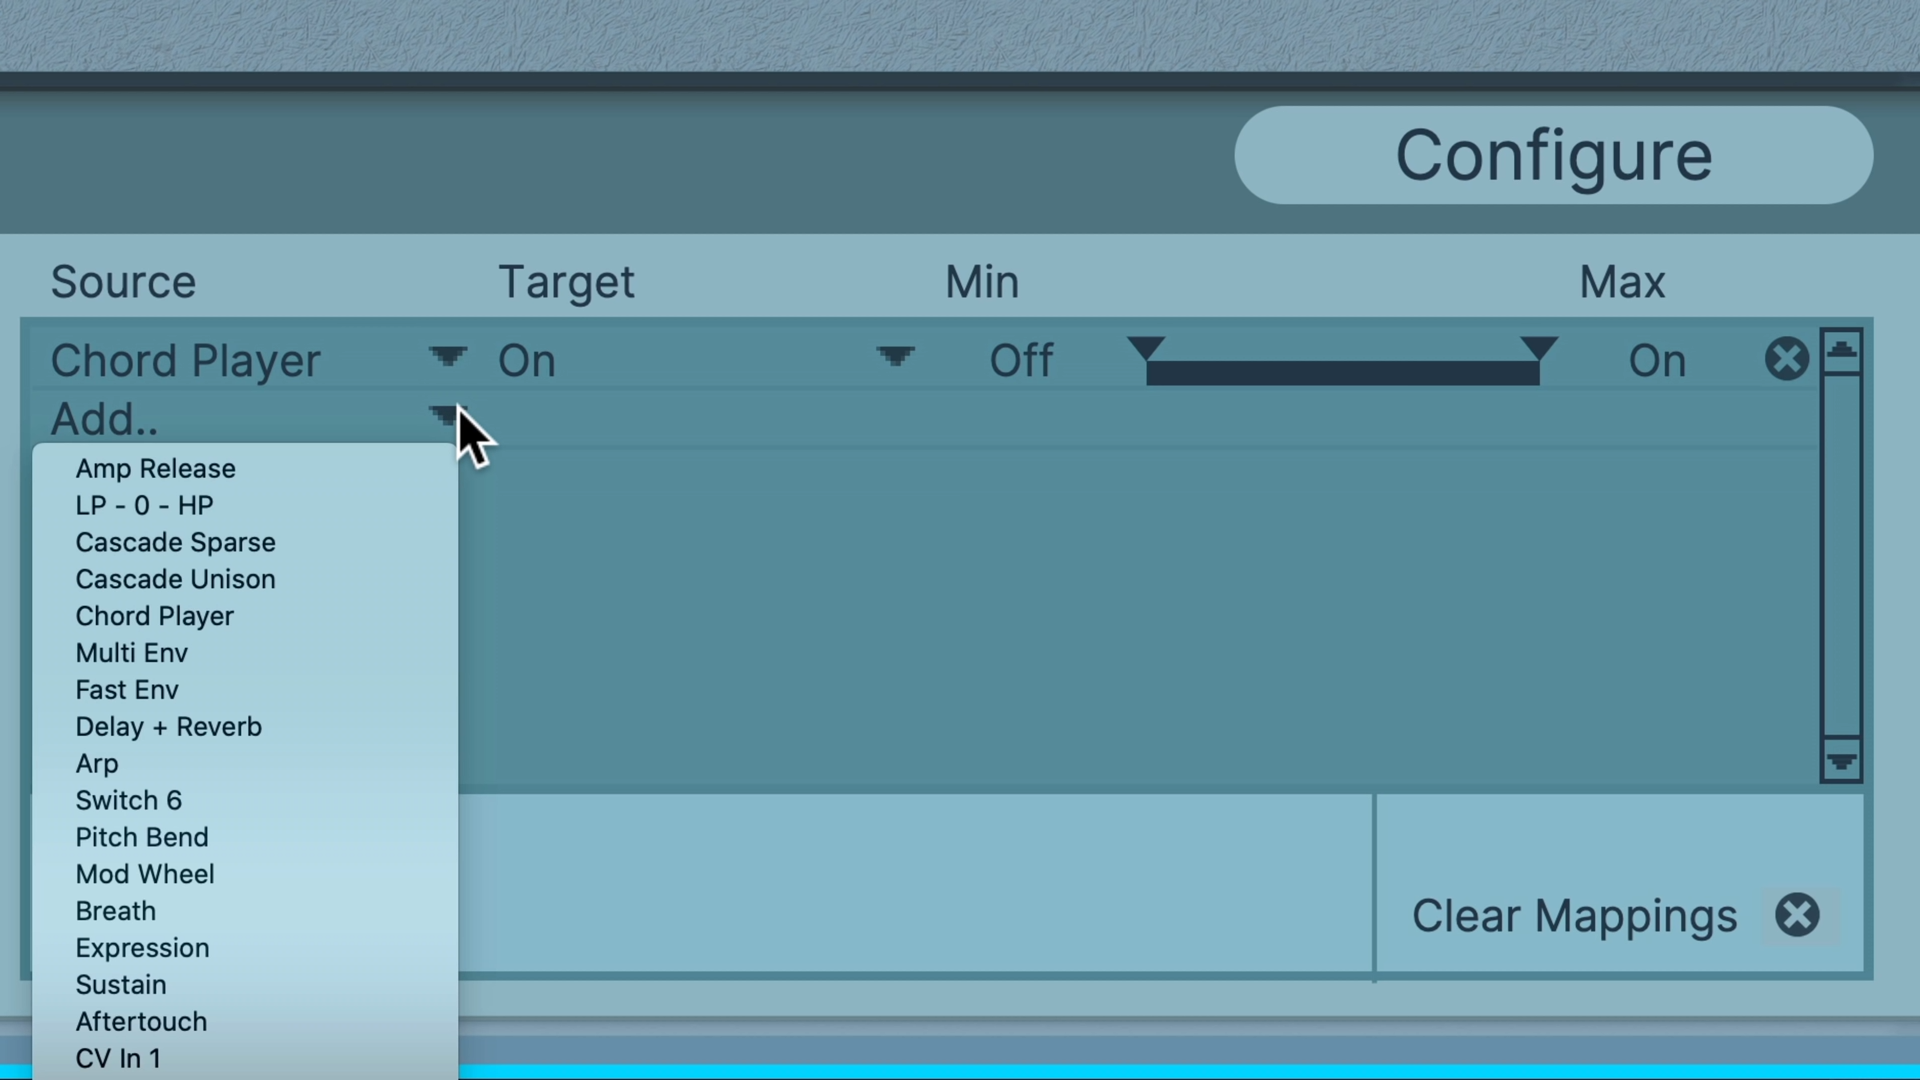 Configure
Source Target Min Max
Chord Player On Off On
Add..
Amp Release
LP - 0 - HP
Cascade Sparse
Cascade Unison
Chord Player
Multi Env
Fast Env
Delay + Reverb
Arp
Switch 6
Pitch Bend
Mod Wheel
Breath
Expression
Sustain
Aftertouch
CV In 1
Clear Mappings